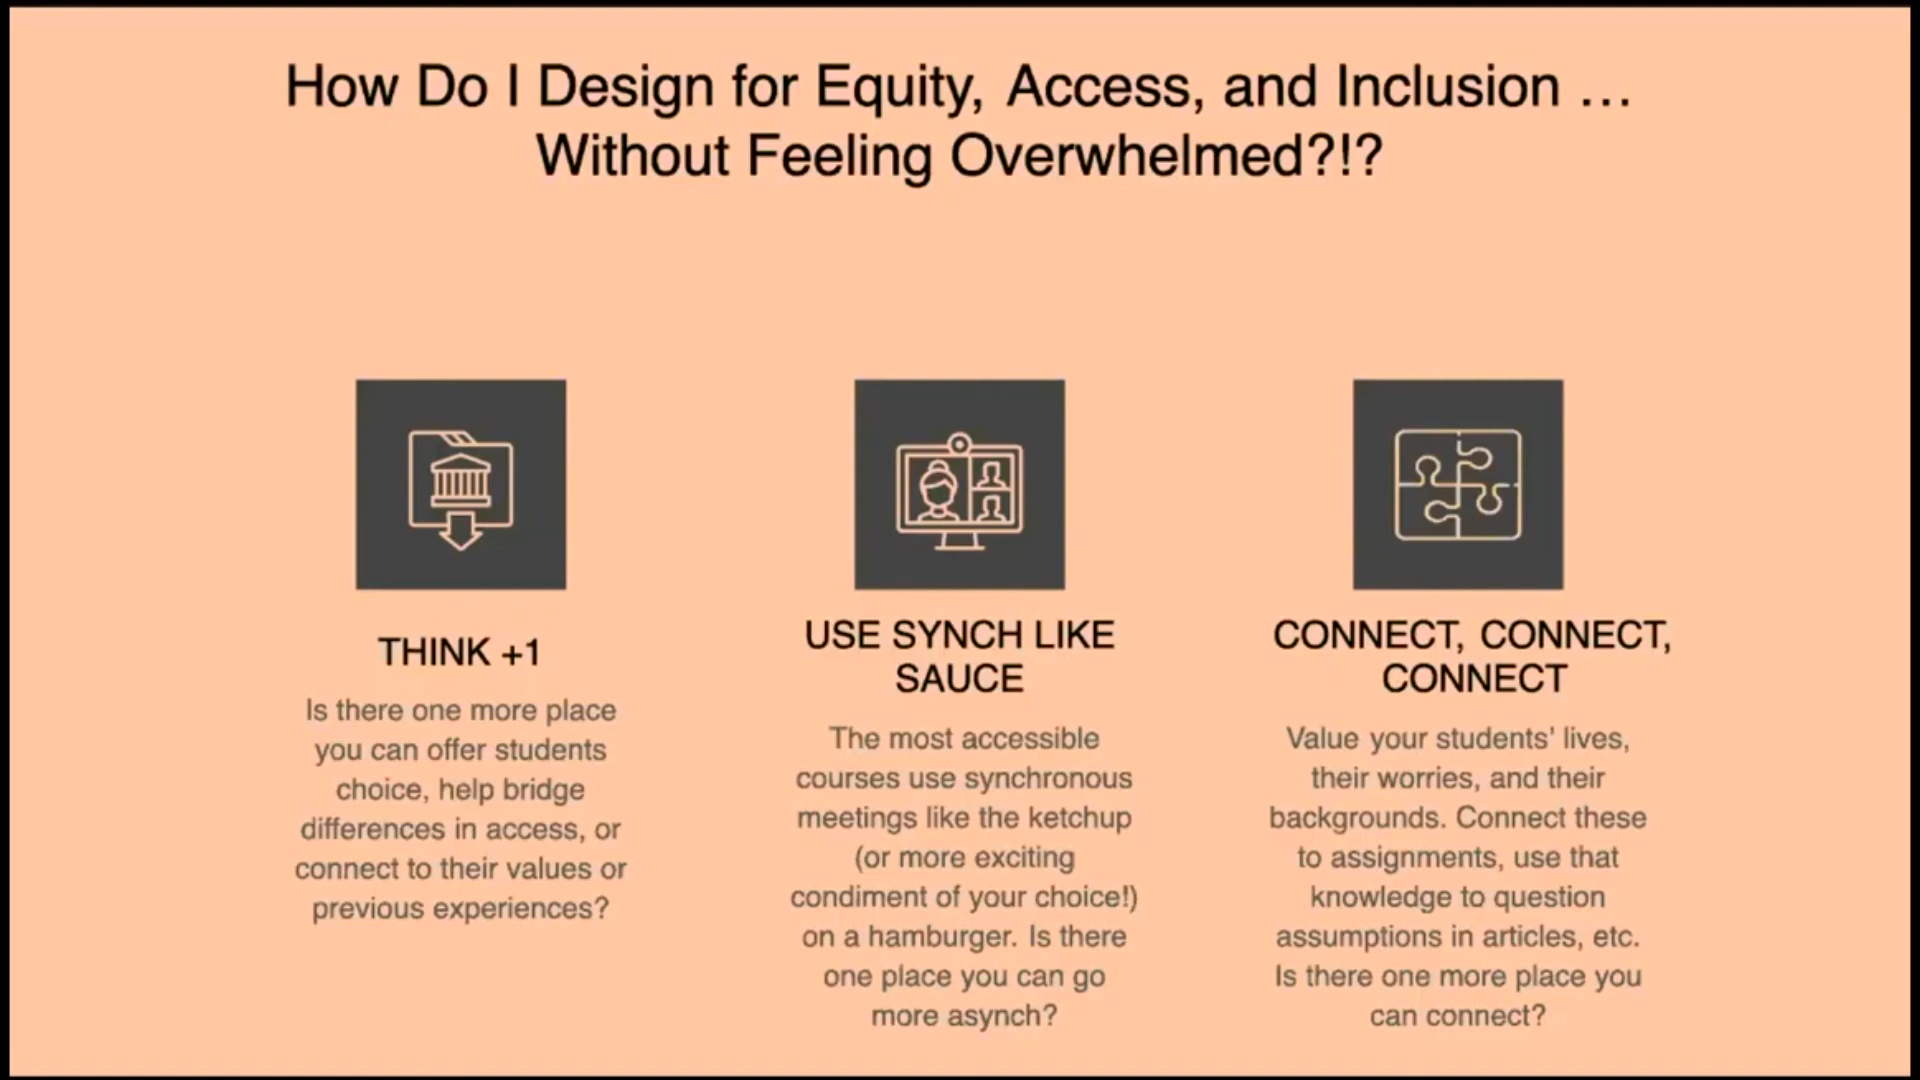 How Do I Design for Equity, Access, and Inclusion ...
Without Feeling Overwhelmed?!?
THINK +1
Is there one more place
you can offer students
choice, help bridge
differences in access, or
connect to their values or
previous experiences?
USE SYNCH LIKE
SAUCE
The most accessible
courses use synchronous
meetings like the ketchup
(or more exciting
condiment of your choice!)
on a hamburger. Is there
one place you can go
more asynch?
CONNECT, CONNECT,
CONNECT
Value your students' lives,
their worries, and their
backgrounds. Connect these
to assignments, use that
knowledge to question
assumptions in articles, etc.
Is there one more place you
can connect?